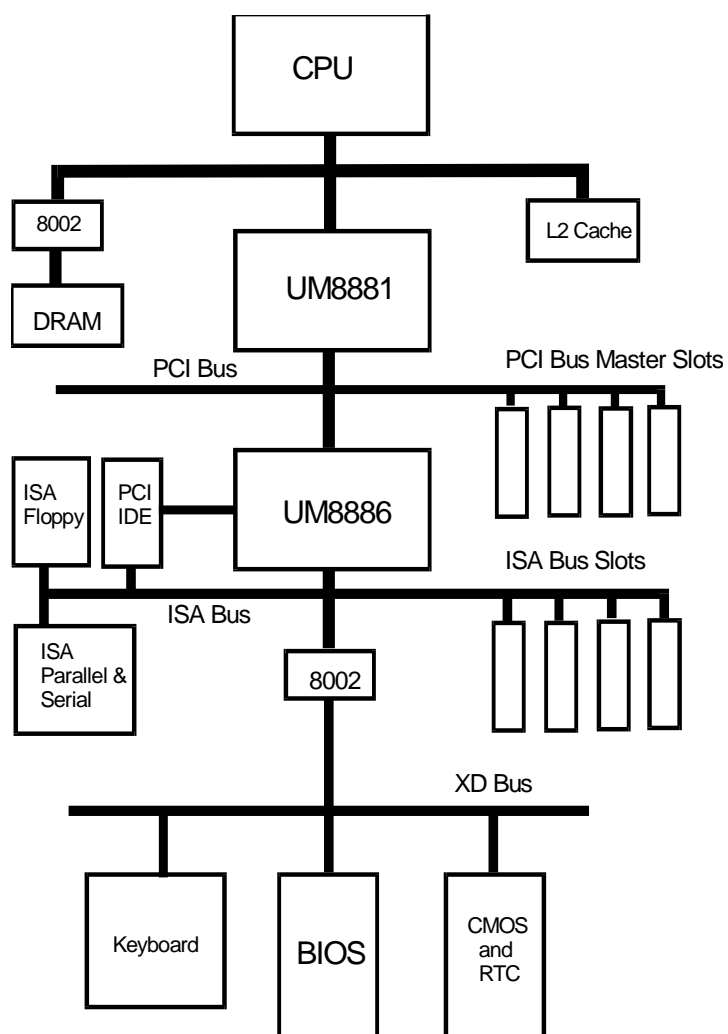 CPU
8002
L2 Cache
UM8881
DRAM
PCI Bus
PCI Bus Master Slots
ISA
Floppy
PCI
IDE
UM8886
ISA Bus Slots
ISA Bus
ISA
Parallel &
Serial
8002
XD Bus
Keyboard
BIOS
CMOS
and
RTC